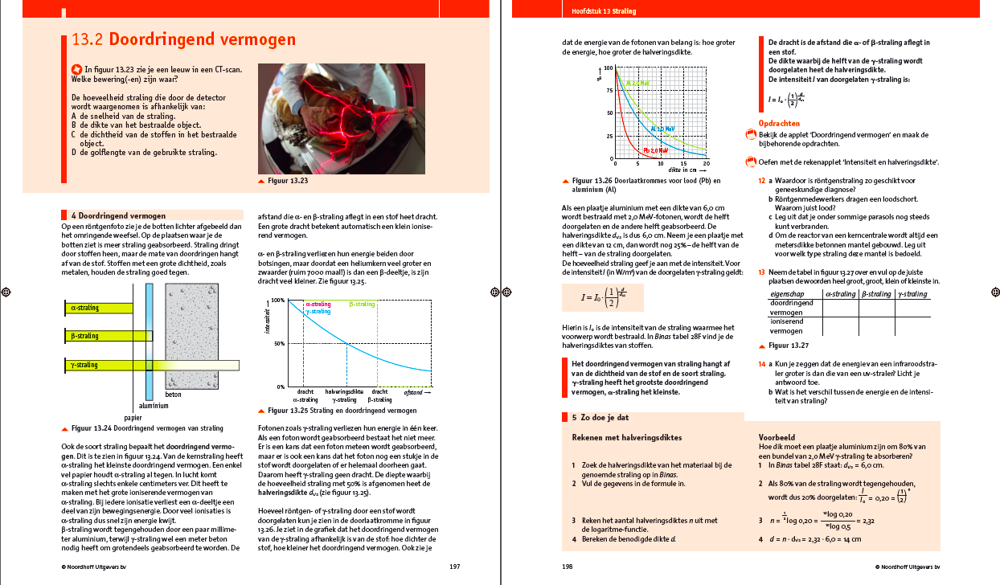 13.2 Doordringend vermogen
In figuur 13.23 zie je een leeuw in een CT-scan.
Welke bewering(-en) zijn waar?
De hoeveelheid straling die door de detector
wordt waargenomen is afhankelijk van:
A de snelheid van de straling.
B de dikte van het bestraalde object.
C de dichtheid van de stoffen in het bestraalde
object.
D de golflengte van de gebruikte straling.
Figuur 13.23
4 Doordringend vermogen
Op een röntgenfoto zie je de botten lichter afgebeeld dan
het omringende weefsel. Op de plaatsen waar je de
botten ziet is meer straling geabsorbeerd. Straling dringt
door stoffen heen, maar de mate van doordringen hangt
af van de stof. Stoffen met een grote dichtheid, zoals
metalen, houden de straling goed tegen.
α-straling
β-straling
γ-straling
beton
aluminium
papier
Figuur 13.24 Doordringend vermogen van straling
Ook de soort straling bepaalt het doordringend vermo-
gen. Dit is te zien in figuur 13.24. Van de kernstraling heeft
α-straling het kleinste doordringend vermogen. Een enkel
vel papier houdt α-straling al tegen. In lucht komt
α-straling slechts enkele centimeters ver. Dit heeft te
maken met het grote ioniserende vermogen van
α-straling. Bij iedere ionisatie verliest een α-deeltje een
deel van zijn bewegingsenergie. Door veel ionisaties is
α-straling dus snel zijn energie kwijt.
β-straling wordt tegengehouden door een paar millime-
ter aluminium, terwijl γ-straling wel een meter beton
nodig heeft om grotendeels geabsorbeerd te worden. De
© Noordhoff Uitgevers bv
afstand die α- en β-straling aflegt in een stof heet dracht.
Een grote dracht betekent automatisch een klein ionise-
rend vermogen.
α- en β-straling verliezen hun energie beiden door
botsingen, maar doordat een heliumkern veel groter en
zwaarder (ruim 7000 maal!) is dan een β-deeltje, is zijn
dracht veel kleiner. Zie figuur 13.25.
intensiteit →
100%
50%
0%
α-straling
γ-straling
β-straling
dracht
α-straling
halveringsdikte
γ-straling
dracht
β-straling
afstand →
Figuur 13.25 Straling en doordringend vermogen
Fotonen zoals γ-straling verliezen hun energie in één keer.
Als een foton wordt geabsorbeerd bestaat het niet meer.
Er is een kans dat een foton meteen wordt geabsorbeerd,
maar er is ook een kans dat het foton nog een stukje in de
stof wordt doorgelaten of er helemaal doorheen gaat.
Daarom heeft γ-straling geen dracht. De diepte waarbij
de hoeveelheid straling met 50% is afgenomen heet de
halveringsdikte d½ (zie figuur 13.25).
Hoeveel röntgen- of γ-straling door een stof wordt
doorgelaten kun je zien in de doorlaatkromme in figuur
13.26. Je ziet in de grafiek dat het doordringend vermogen
van de γ-straling afhankelijk is van de stof: hoe dichter de
stof, hoe kleiner het doordringend vermogen. Ook zie je
197
Hoofdstuk 13 Straling
dat de energie van de fotonen van belang is: hoe groter
de energie, hoe groter de halveringsdikte.
% →
100
75
50
25
0
Al 2,0 MeV
Al 1,0 MeV
Pb 2,0 MeV
0 5 10 15 20
dikte in cm →
Figuur 13.26 Doorlaatkrommes voor lood (Pb) en
aluminium (Al)
Als een plaatje aluminium met een dikte van 6,0 cm
wordt bestraald met 2,0 MeV-fotonen, wordt de helft
doorgelaten en de andere helft geabsorbeerd. De
halveringsdikte d½ is dus 6,0 cm. Neem je een plaatje met
een dikte van 12 cm, dan wordt nog 25% – de helft van de
helft – van de straling doorgelaten.
De hoeveelheid straling geef je aan met de intensiteit. Voor
de intensiteit I (in W/m²) van de doorgelaten γ-straling geldt:
I = I₀ · (1/2)^(d/d½)
Hierin is I₀ is de intensiteit van de straling waarmee het
voorwerp wordt bestraald. In Binas tabel 28F vind je de
halveringsdiktes van stoffen.
Het doordringend vermogen van straling hangt af
van de dichtheid van de stof en de soort straling.
γ-straling heeft het grootste doordringend
vermogen, α-straling het kleinste.
De dracht is de afstand die α- of β-straling aflegt in
een stof.
De dikte waarbij de helft van de γ-straling wordt
doorgelaten heet de halveringsdikte.
De intensiteit I van doorgelaten γ-straling is:
I = I₀ · (1/2)^(d/d½)
Opdrachten
Bekijk de applet ‘Doordringend vermogen’ en maak de
bijbehorende opdrachten.
Oefen met de rekenapplet ‘Intensiteit en halveringsdikte’.
12 a Waardoor is röntgenstraling zo geschikt voor
geneeskundige diagnose?
b Röntgenmedewerkers dragen een loodschort.
Waarom juist lood?
c Leg uit dat je onder sommige parasols nog steeds
kunt verbranden.
d Om de reactor van een kerncentrale wordt altijd een
metersdikke betonnen mantel gebouwd. Leg uit
voor welk type straling deze mantel is bedoeld.
13 Neem de tabel in figuur 13.27 over en vul op de juiste
plaatsen de woorden heel groot, groot, klein of kleinste in.
eigenschap α-straling β-straling γ-straling
doordringend
vermogen
ioniserend
vermogen
Figuur 13.27
14 a Kun je zeggen dat de energie van een infraroodstra-
ler groter is dan die van een uv-straler? Licht je
antwoord toe.
b Wat is het verschil tussen de energie en de intensi-
teit van straling?
5 Zo doe je dat
Rekenen met halveringsdiktes
1 Zoek de halveringsdikte van het materiaal bij de
genoemde straling op in Binas.
2 Vul de gegevens in de formule in.
3 Reken het aantal halveringsdiktes n uit met
de logaritme-functie.
4 Bereken de benodigde dikte d.
Voorbeeld
Hoe dik moet een plaatje aluminium zijn om 80% van
een bundel van 2,0 MeV γ-straling te absorberen?
1 In Binas tabel 28F staat: d½ = 6,0 cm.
2 Als 80% van de straling wordt tegengehouden,
wordt dus 20% doorgelaten: I/I₀ = 0,20 = (1/2)ⁿ
3 n = ½log 0,20 = ¹⁰log 0,20 / ¹⁰log 0,5 = 2,32
4 d = n · d½ = 2,32 · 6,0 = 14 cm
198
© Noordhoff Uitgevers bv